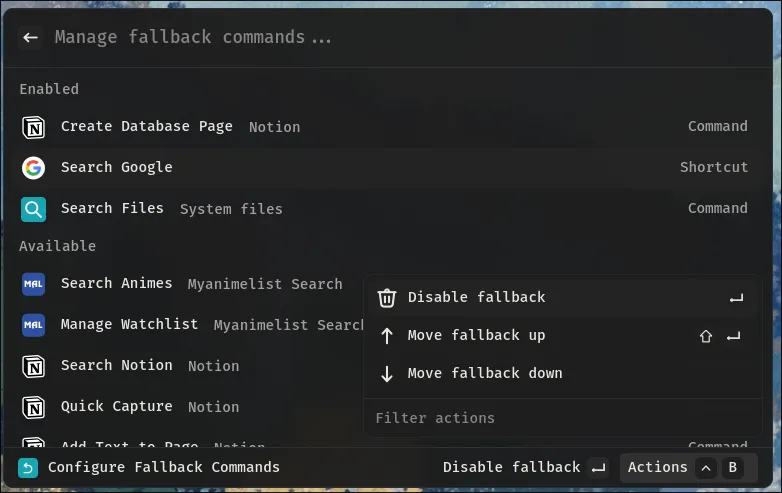 Manage fallback commands...
Enabled
Create Database Page Notion Command
Search Google Shortcut
Search Files System files Command
Available
MAL Search Animes Myanimelist Search
MAL Manage Watchlist Myanimelist Search
Search Notion Notion
Quick Capture Notion
Add Text to Page Notion Command
Disable fallback
Move fallback up
Move fallback down
Filter actions
Configure Fallback Commands Disable fallback Actions B